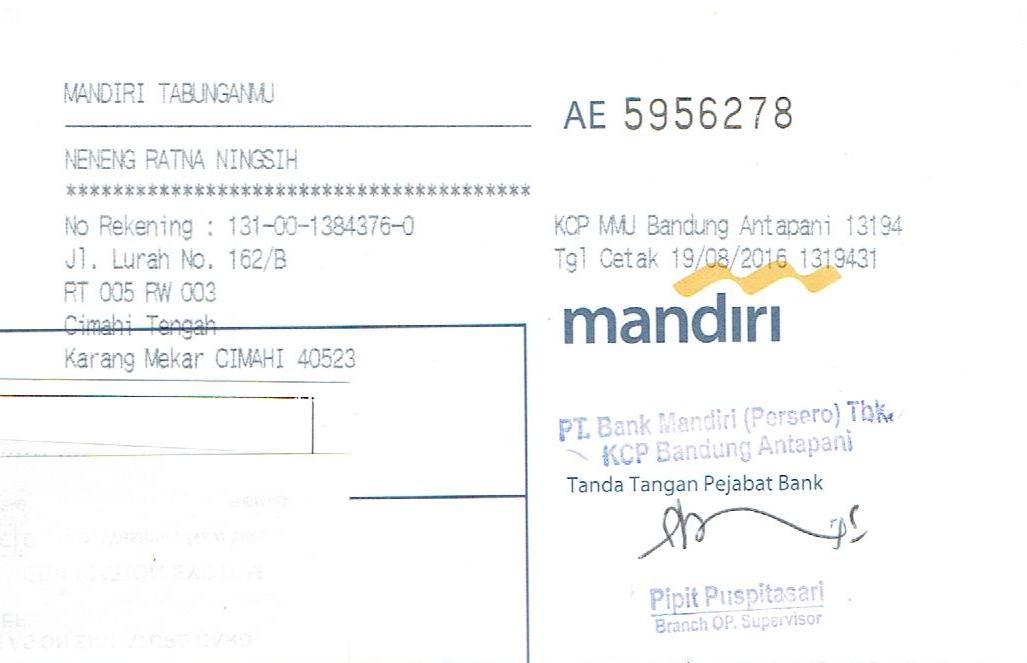 MANDIRI TABUNGANMU
AE 5956278
NENENG RATNA NINGSIH
*****************************************
No Rekening : 131-00-1384376-0
Jl. Lurah No. 162/B
RT 005 RW 003
Cimahi Tengah
Karang Mekar CIMAHI 40523
KCP MMU Bandung Antapani 13194
Tgl Cetak 19/08/2016 1319431
mandiri
PT. Bank Mandiri (Persero) Tbk.
KCP Bandung Antapani
Tanda Tangan Pejabat Bank
Pipit Puspitasari
Branch OP. Supervisor